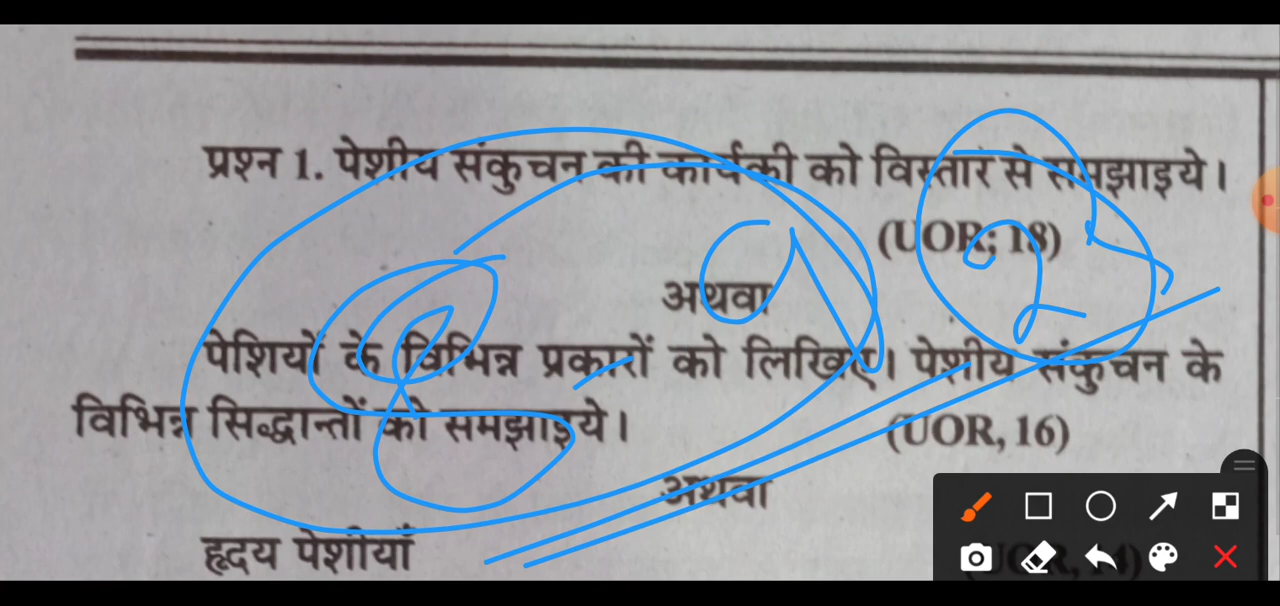 प्रश्न 1. पेशीय संकुचन की कार्यकी को विस्तार से समझाइये।
(UOR; 18)
अथवा
पेशियों के विभिन्न प्रकारों को लिखिए। पेशीय संकुचन के
विभिन्न सिद्धान्तों को समझाइये।
(UOR, 16)
अथवा
हृदय पेशीयाँ